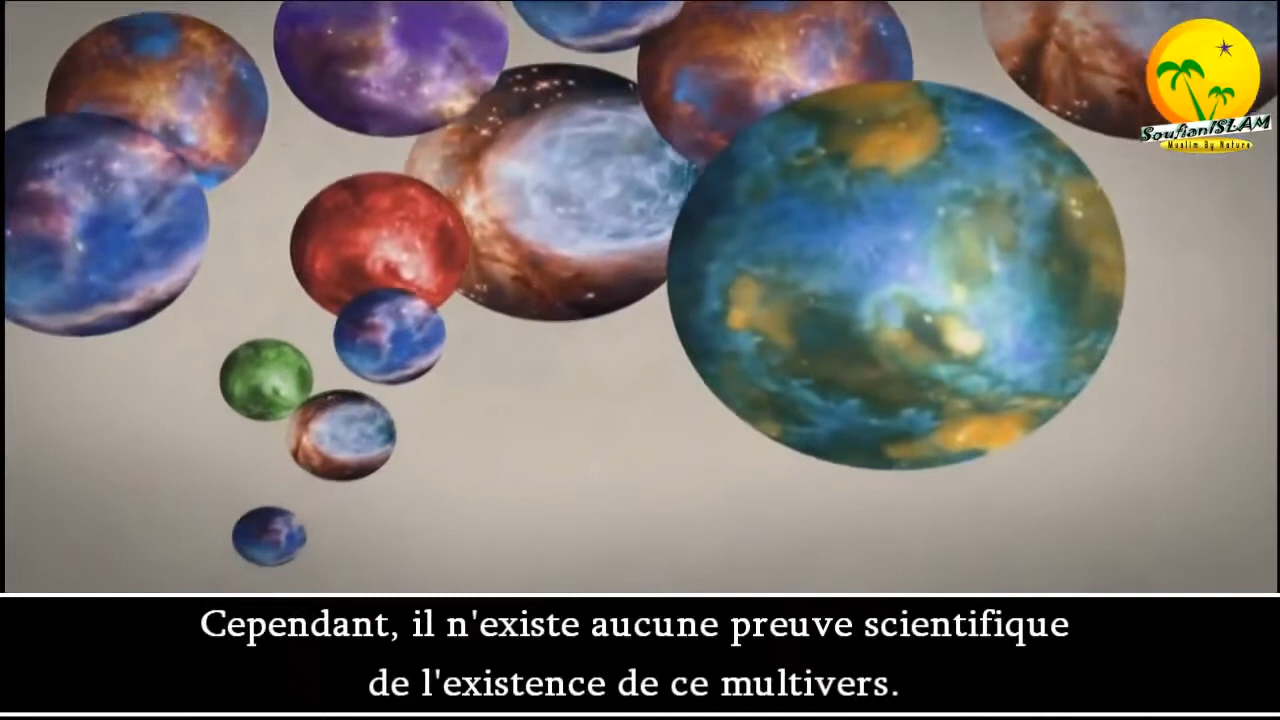 SoufianISLAM
Muslim By Nature
Cependant, il n'existe aucune preuve scientifique
de l'existence de ce multivers.